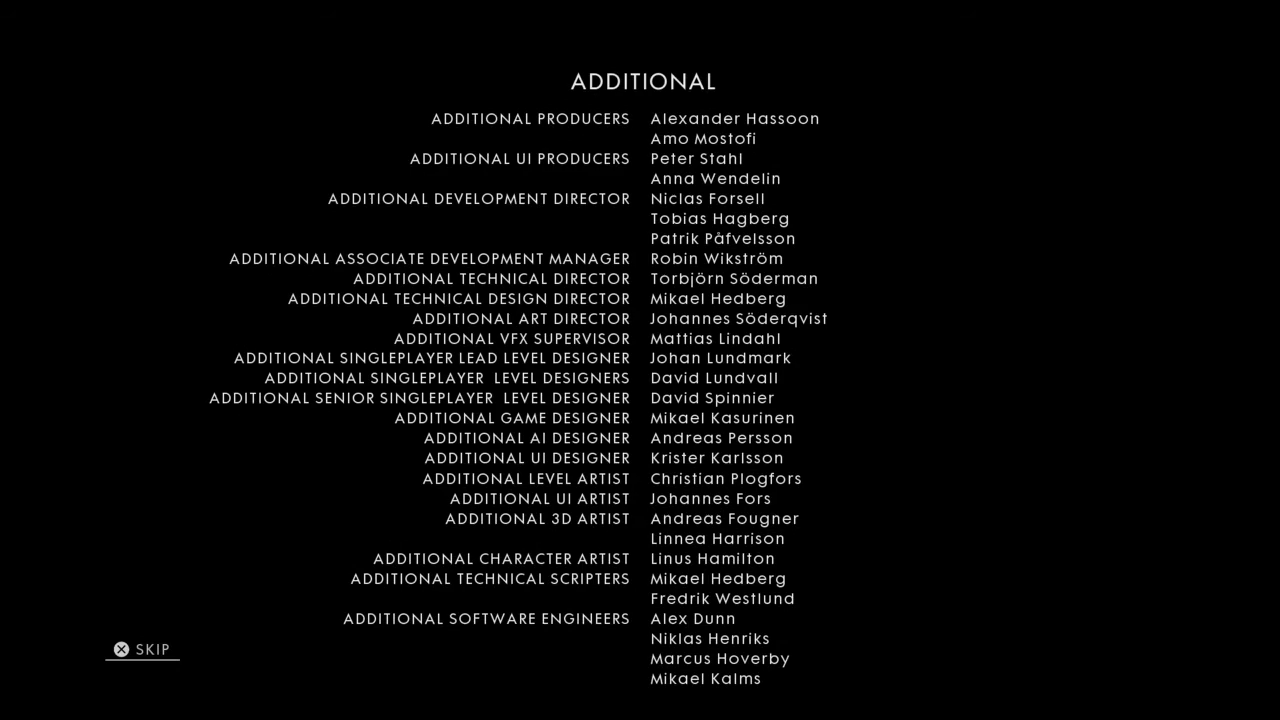 ADDITIONAL
ADDITIONAL PRODUCERS Alexander Hassoon
Amo Mostofi
ADDITIONAL UI PRODUCERS Peter Stahl
Anna Wendelin
ADDITIONAL DEVELOPMENT DIRECTOR Niclas Forsell
Tobias Hagberg
Patrik Påfvelsson
ADDITIONAL ASSOCIATE DEVELOPMENT MANAGER Robin Wikström
ADDITIONAL TECHNICAL DIRECTOR Torbjörn Söderman
ADDITIONAL TECHNICAL DESIGN DIRECTOR Mikael Hedberg
ADDITIONAL ART DIRECTOR Johannes Söderqvist
ADDITIONAL VFX SUPERVISOR Mattias Lindahl
ADDITIONAL SINGLEPLAYER LEAD LEVEL DESIGNER Johan Lundmark
ADDITIONAL SINGLEPLAYER LEVEL DESIGNERS David Lundvall
ADDITIONAL SENIOR SINGLEPLAYER LEVEL DESIGNER David Spinnier
ADDITIONAL GAME DESIGNER Mikael Kasurinen
ADDITIONAL AI DESIGNER Andreas Persson
ADDITIONAL UI DESIGNER Krister Karlsson
ADDITIONAL LEVEL ARTIST Christian Plogfors
ADDITIONAL UI ARTIST Johannes Fors
ADDITIONAL 3D ARTIST Andreas Fougner
Linnea Harrison
ADDITIONAL CHARACTER ARTIST Linus Hamilton
ADDITIONAL TECHNICAL SCRIPTERS Mikael Hedberg
Fredrik Westlund
ADDITIONAL SOFTWARE ENGINEERS Alex Dunn
Niklas Henriks
Marcus Hoverby
Mikael Kalms
SKIP